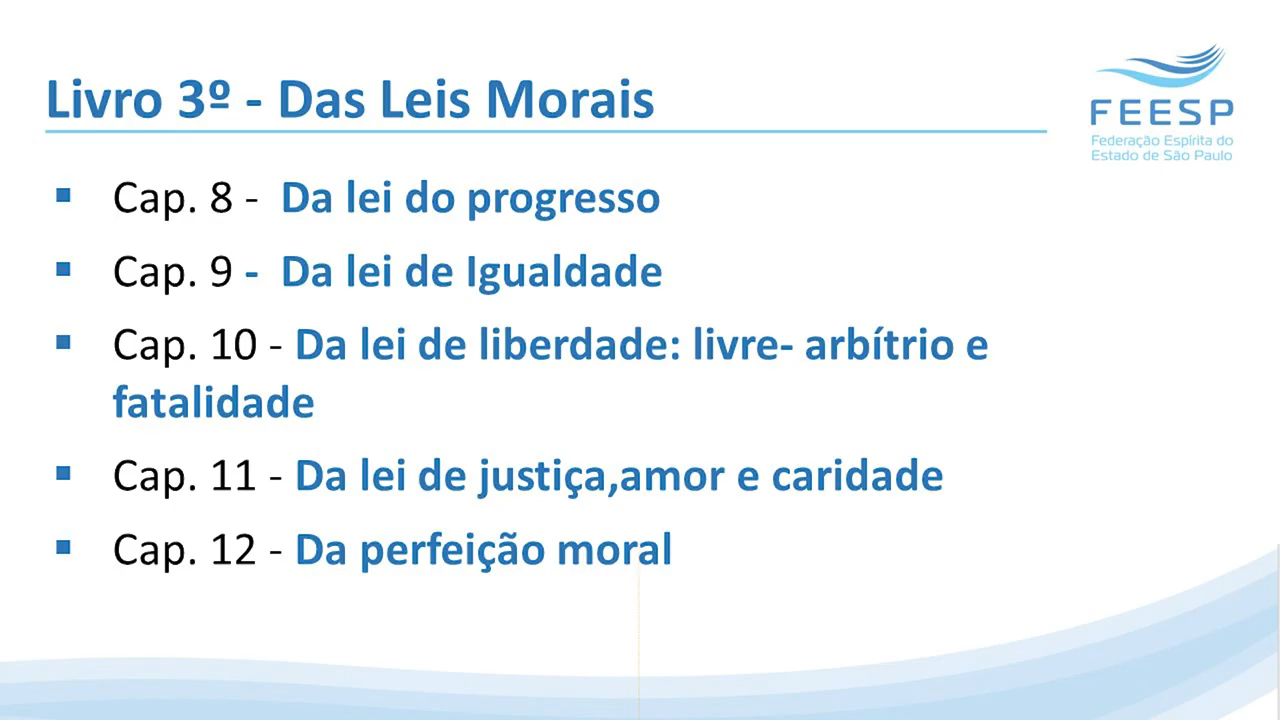 Livro 3º - Das Leis Morais
FEESP
Federação Espírita do
Estado de São Paulo
Cap. 8 - Da lei do progresso
Cap. 9 - Da lei de Igualdade
Cap. 10 - Da lei de liberdade: livre- arbítrio e
fatalidade
Cap. 11 - Da lei de justiça,amor e caridade
Cap. 12 - Da perfeição moral